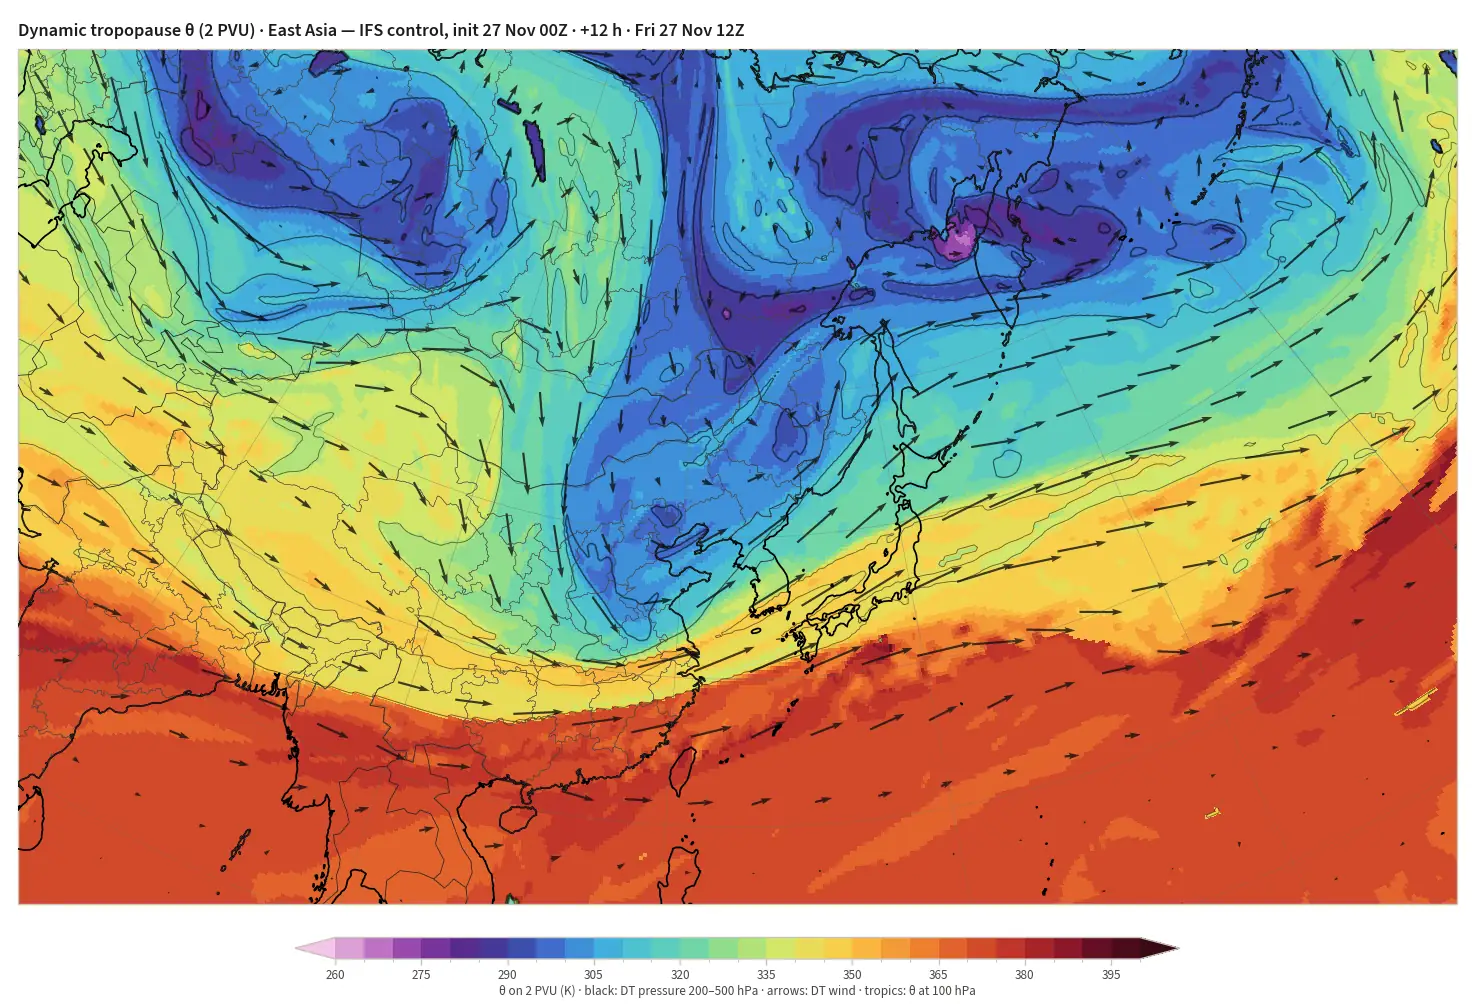 Dynamic tropopause θ (2 PVU) · East Asia — IFS control, init 27 Nov 00Z · +12 h · Fri 27 Nov 12Z
260 275 290 305 320 335 350 365 380 395
θ on 2 PVU (K) · black: DT pressure 200–500 hPa · arrows: DT wind · tropics: θ at 100 hPa